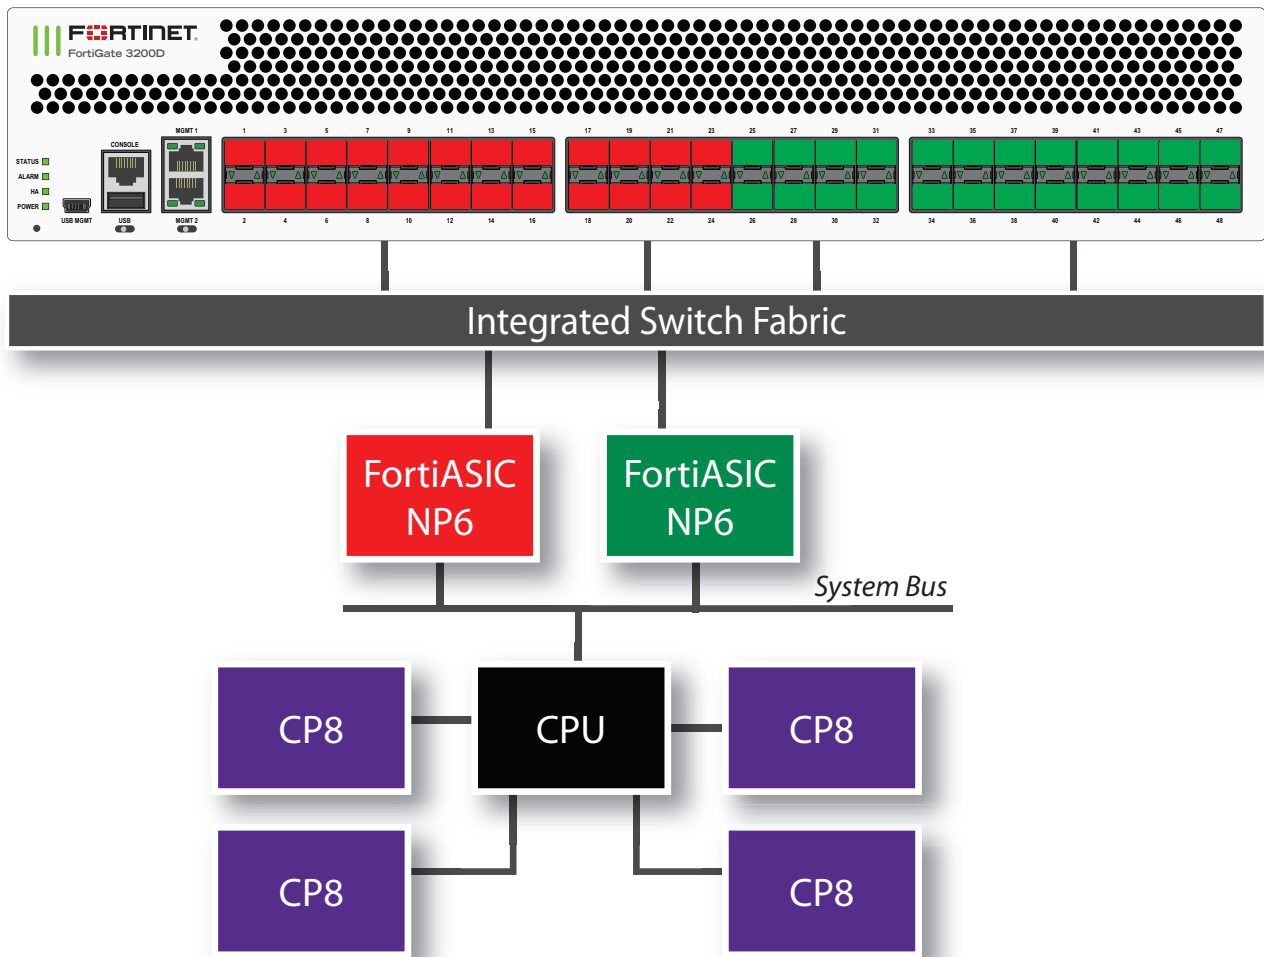 FORTINET
FortiGate 3200D
MGMT 1
1 3 5 7 9 11 13 15 17 19 21 23 25 27 29 31 33 35 37 39 41 43 45 47
CONSOLE
STATUS
ALARM
HA
POWER
USB MGMT
USB
MGMT 2
2 4 6 8 10 12 14 16 18 20 22 24 26 28 30 32 34 36 38 40 42 44 46 48
Integrated Switch Fabric
FortiASIC
NP6
FortiASIC
NP6
System Bus
CP8
CPU
CP8
CP8
CP8